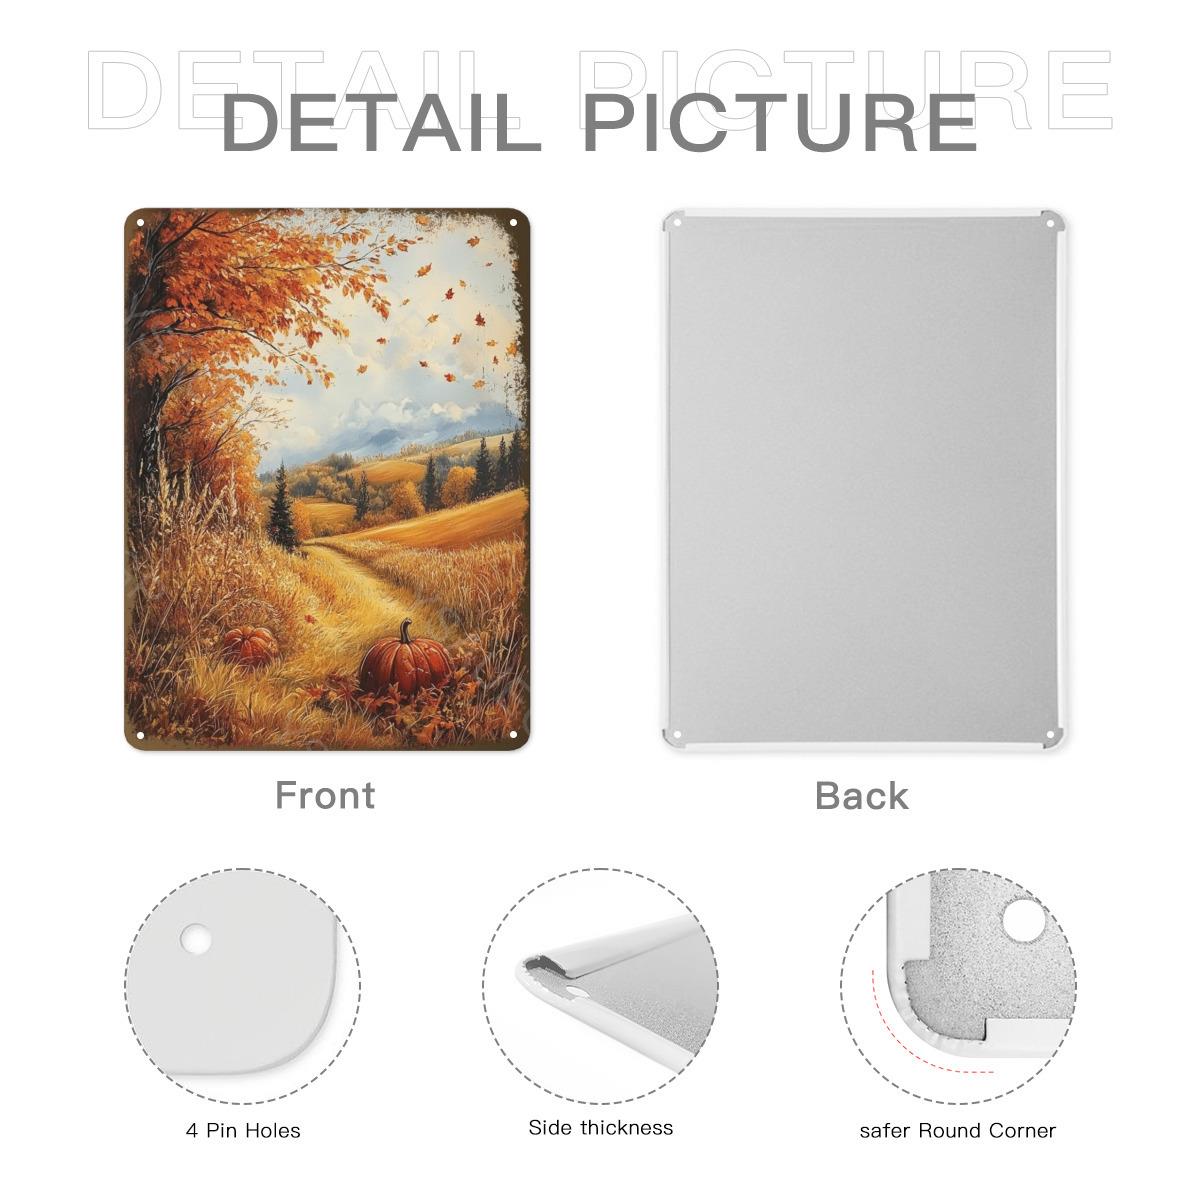 DETAIL PICTURE
DETAIL PICTURE
Front
Back
4 Pin Holes
Side thickness
safer Round Corner